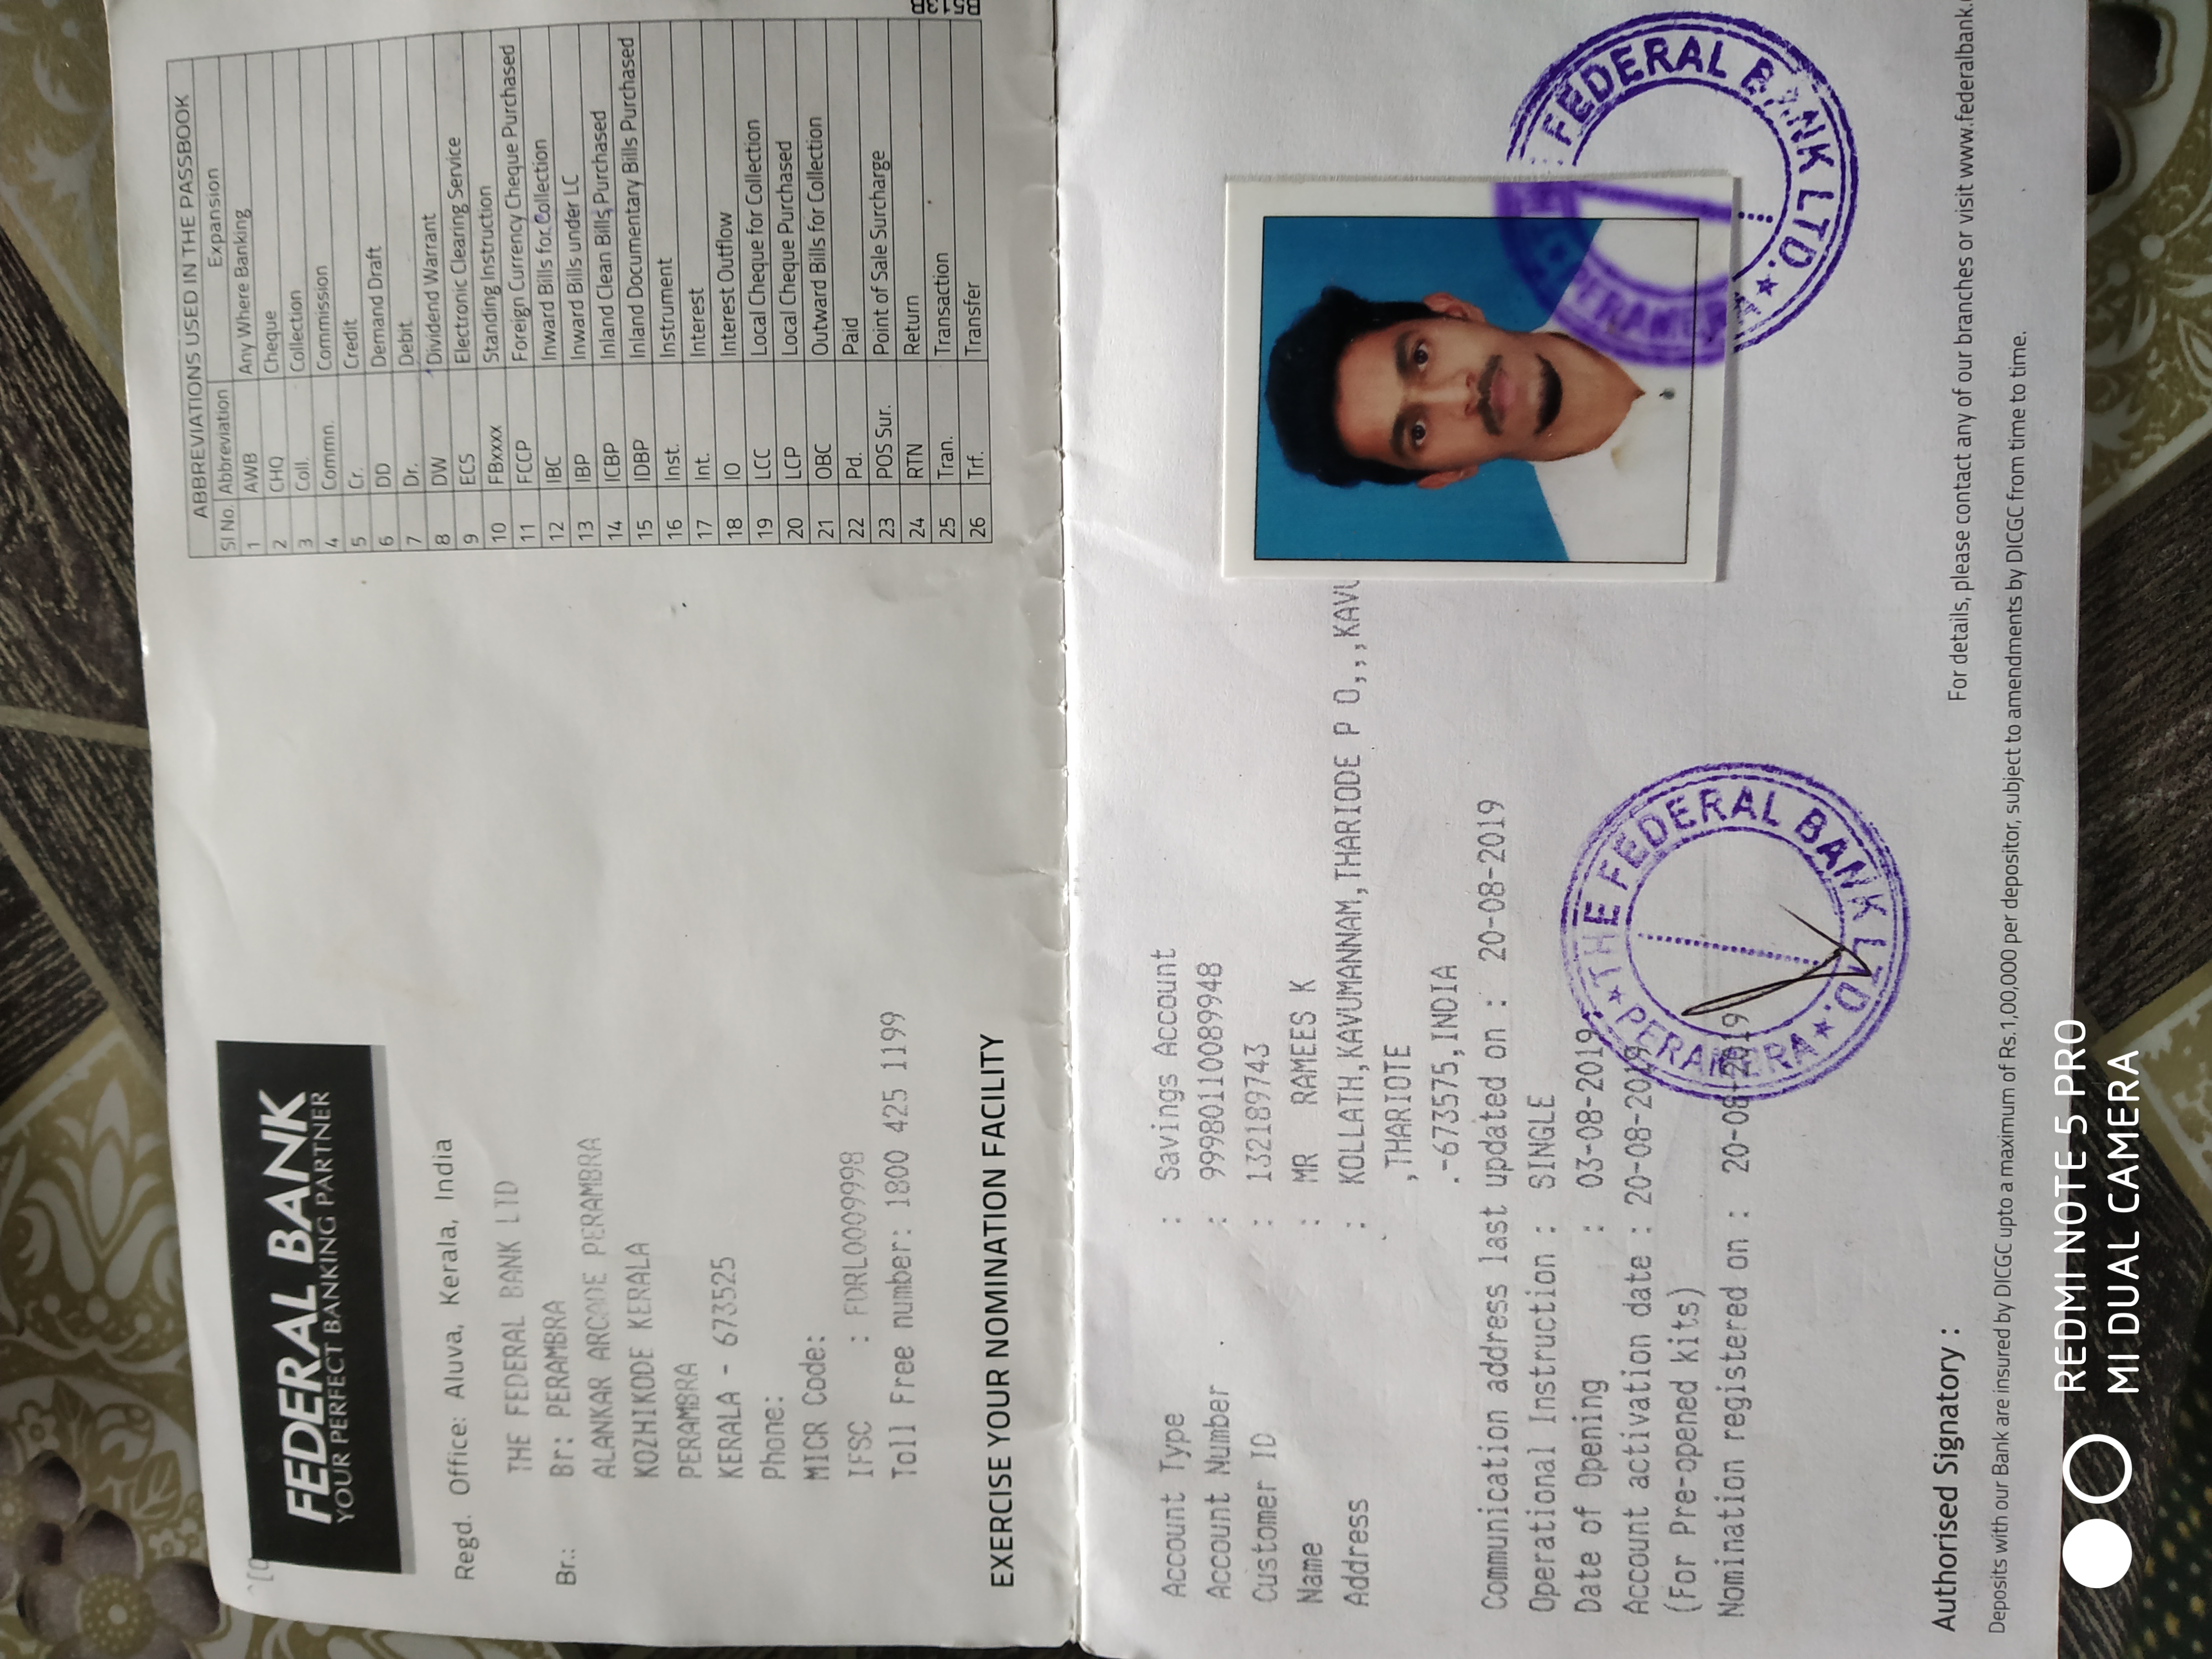 FEDERAL BANK
YOUR PERFECT BANKING PARTNER
Regd. Office: Aluva, Kerala, India
THE FEDERAL BANK LTD
Br.: Br: PERAMBRA
ALANKAR ARCADE PERAMBRA
KOZHIKODE KERALA
PERAMBRA
KERALA - 673525
Phone:
MICR Code:
IFSC : FDRL0009998
Toll Free number: 1800 425 1199
EXERCISE YOUR NOMINATION FACILITY
ABBREVIATIONS USED IN THE PASSBOOK
Sl No. Abbreviation Expansion
1 AWB Any Where Banking
2 CHQ Cheque
3 Coll. Collection
4 Commn. Commission
5 Cr. Credit
6 DD Demand Draft
7 Dr. Debit
8 DW Dividend Warrant
9 ECS Electronic Clearing Service
10 FBxxxx Standing Instruction
11 FCCP Foreign Currency Cheque Purchased
12 IBC Inward Bills for Collection
13 IBP Inward Bills under LC
14 ICBP Inland Clean Bills Purchased
15 IDBP Inland Documentary Bills Purchased
16 Inst. Instrument
17 Int. Interest
18 IO Interest Outflow
19 LCC Local Cheque for Collection
20 LCP Local Cheque Purchased
21 OBC Outward Bills for Collection
22 Pd. Paid
23 POS Sur. Point of Sale Surcharge
24 RTN Return
25 Tran. Transaction
26 Trf. Transfer
B513B
Account Type : Savings Account
Account Number : 99980110089948
Customer ID : 132189743
Name : MR RAMEES K
Address : KOLLATH,KAVUMANNAM,THARIODE P O,,,KAVU
,THARIOTE
.-673575,INDIA
Communication address last updated on : 20-08-2019
Operational Instruction : SINGLE
Date of Opening : 03-08-2019
Account activation date : 20-08-2019
(For Pre-opened kits)
Nomination registered on : 20-08-2019
★ THE FEDERAL BANK LTD. ★ PERAMBRA
FEDERAL BANK LTD. ★
Authorised Signatory :
For details, please contact any of our branches or visit www.federalbank.
Deposits with our Bank are insured by DICGC upto a maximum of Rs.1,00,000 per depositor, subject to amendments by DICGC from time to time.
REDMI NOTE 5 PRO
MI DUAL CAMERA